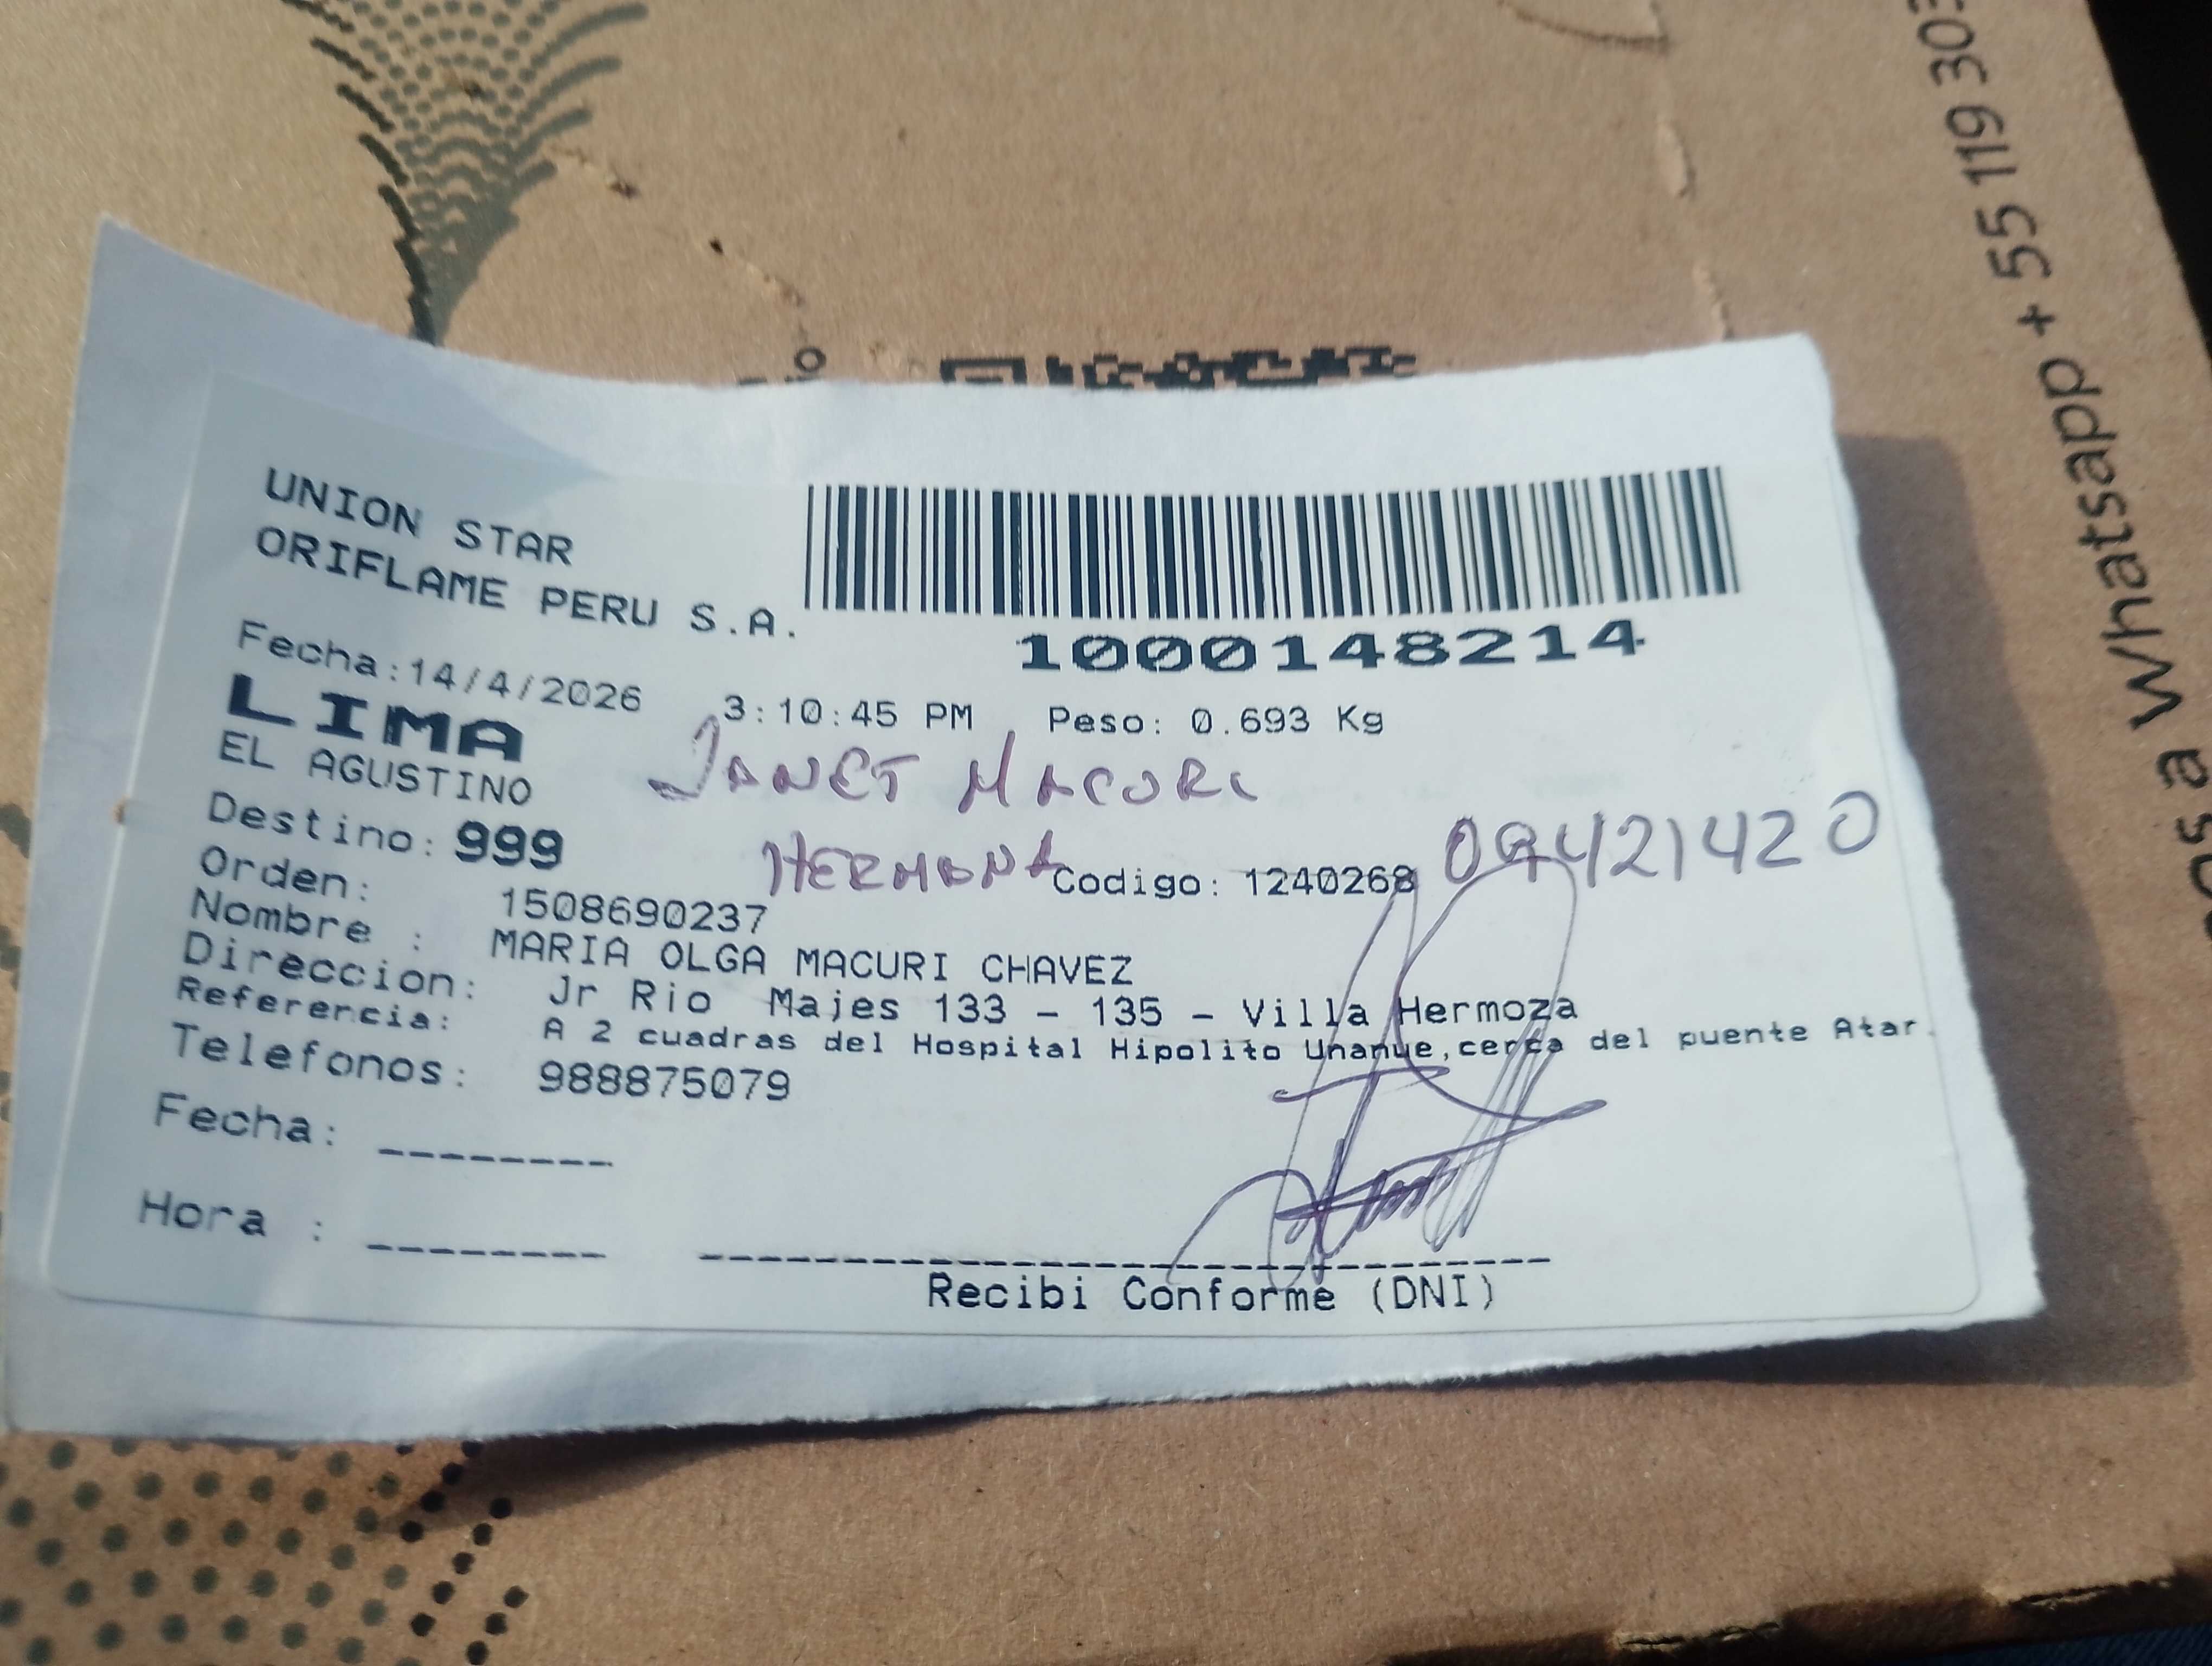 UNION STAR
ORIFLAME PERU S.A.
1000148214
Fecha:14/4/2026 3:10:45 PM Peso: 0.693 Kg
LIMA
EL AGUSTINO
JANET MACURI
Destino: 999
HERMANA
09421420
Orden: 1508690237 Codigo: 1240268
Nombre : MARIA OLGA MACURI CHAVEZ
Direccion: Jr Rio Majes 133 - 135 - Villa Hermoza
Referencia: A 2 cuadras del Hospital Hipolito Unanue,cerca del puente Atar.
Telefonos: 988875079
Fecha: ________
Hora : ________
Recibi Conforme (DNI)
a Whatsapp + 55 119 303